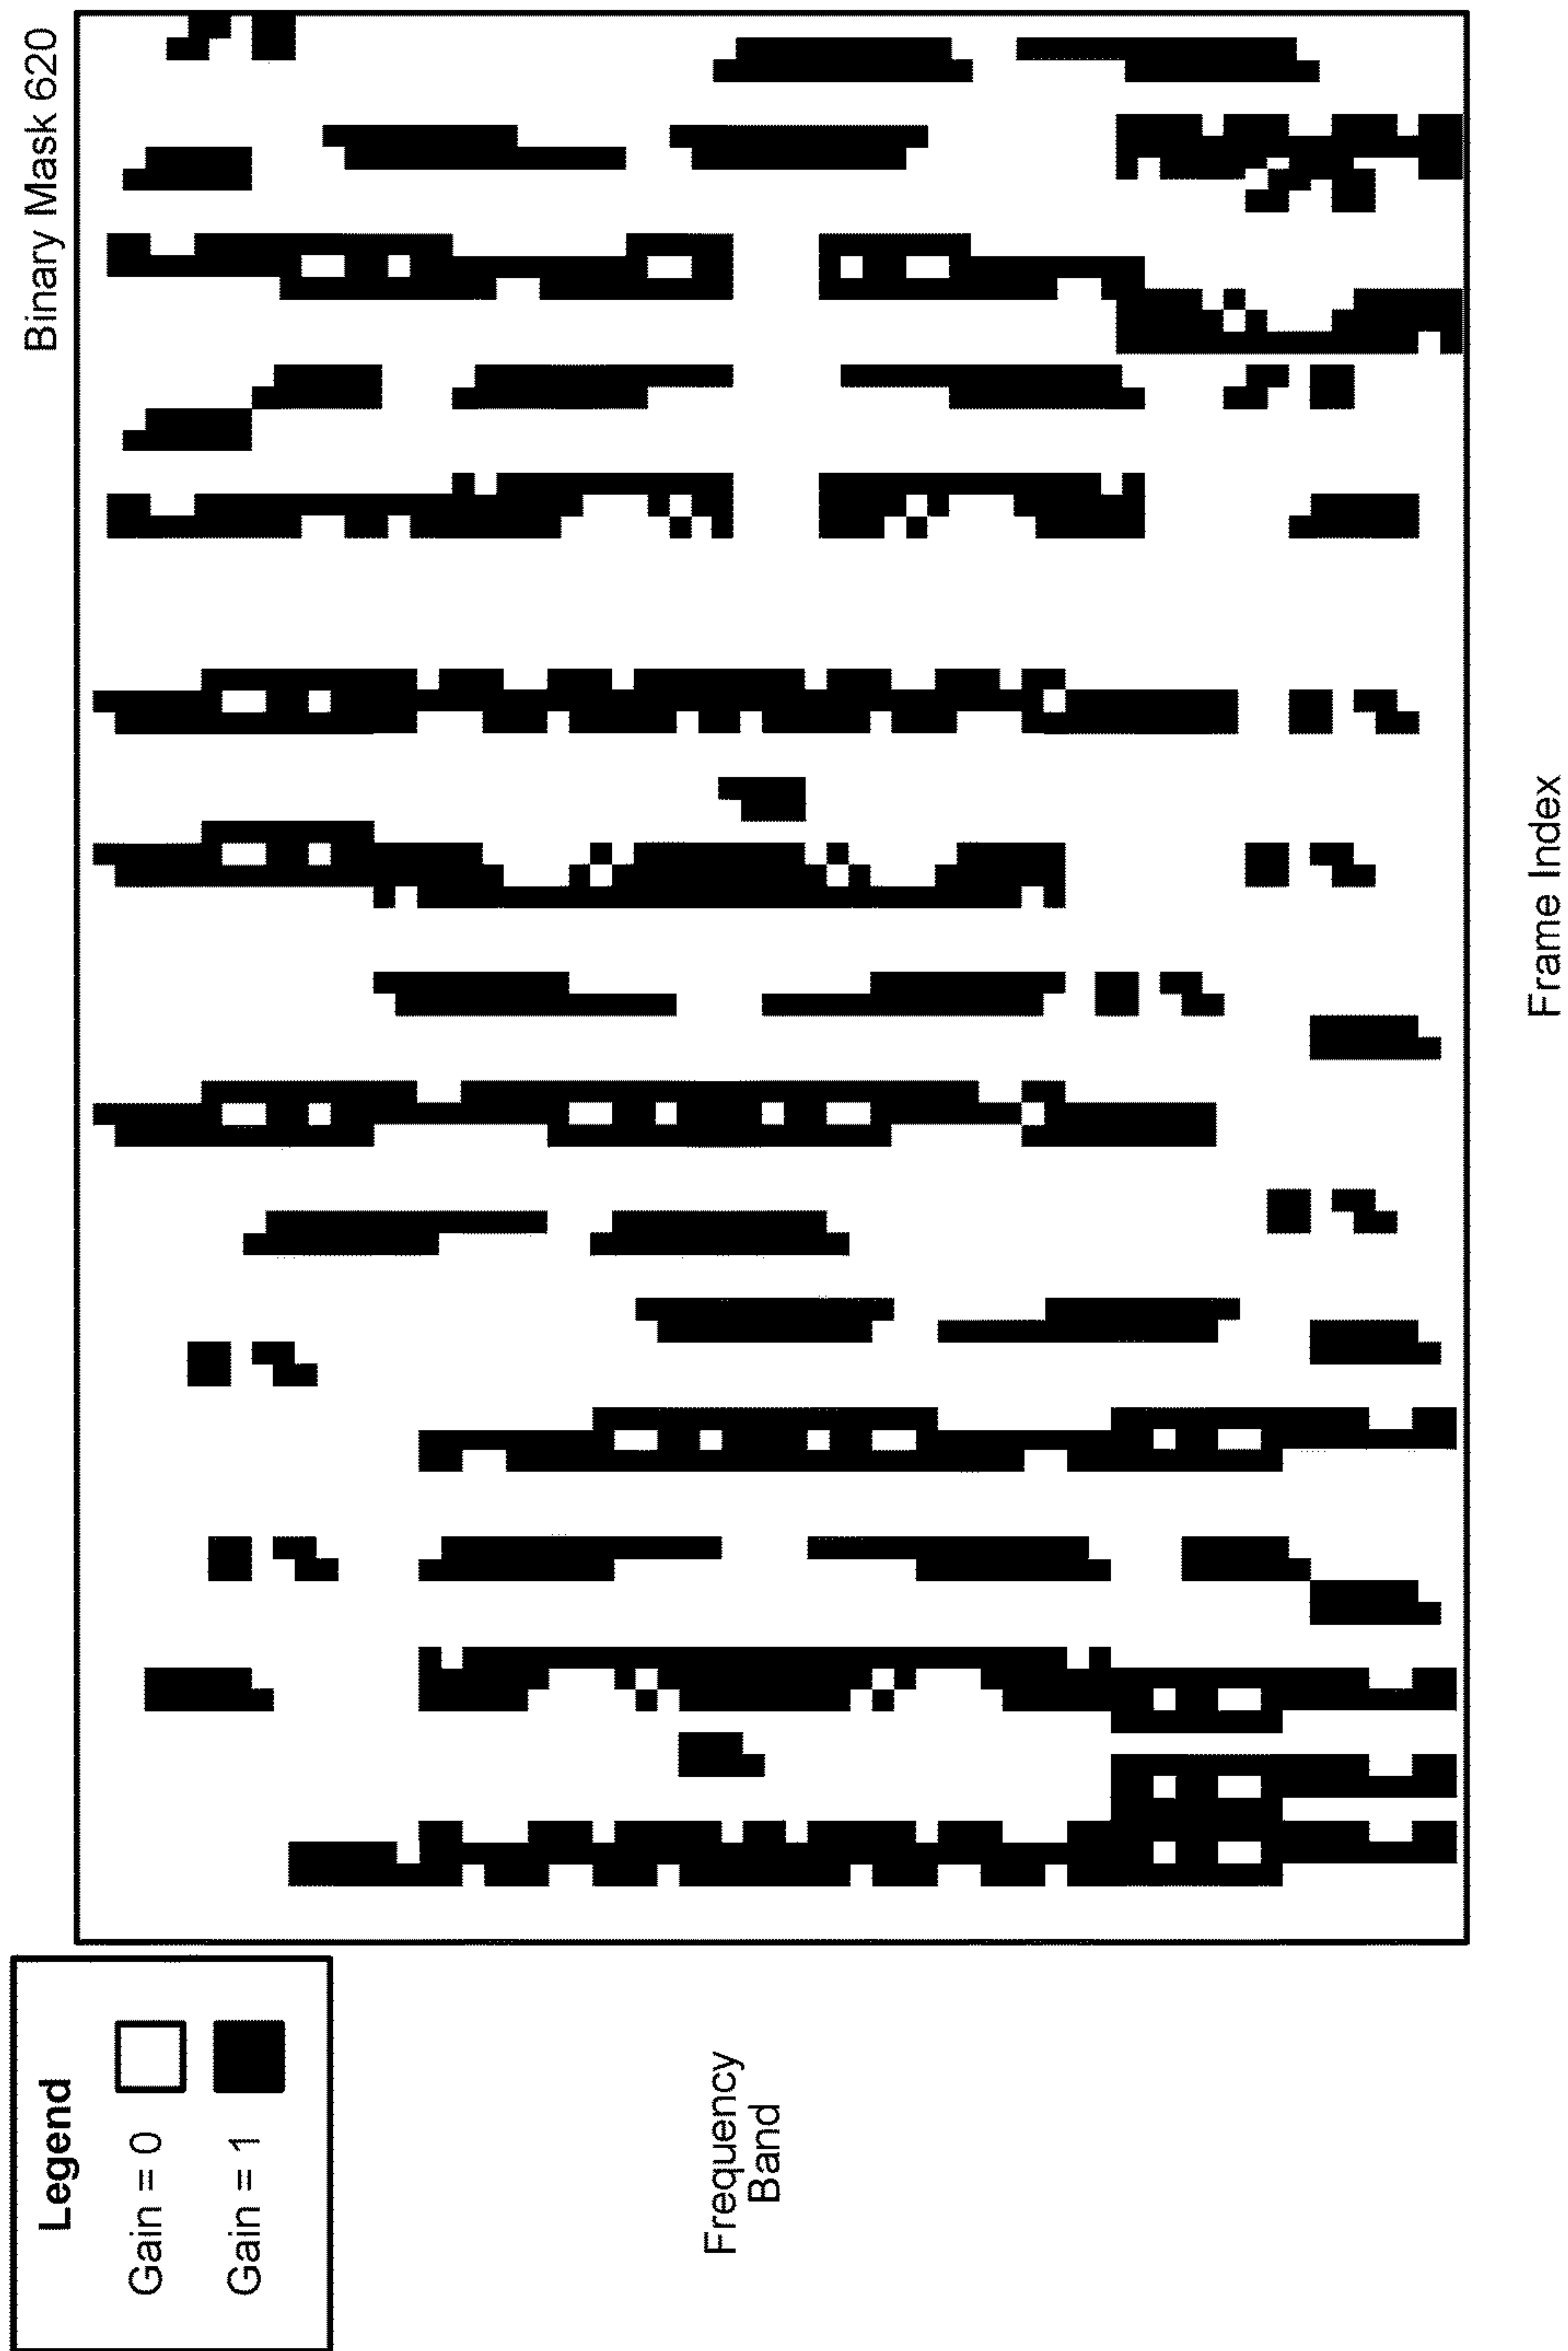 Binary Mask 620
Legend
Gain = 0
Gain = 1
Frequency
Band
Frame Index